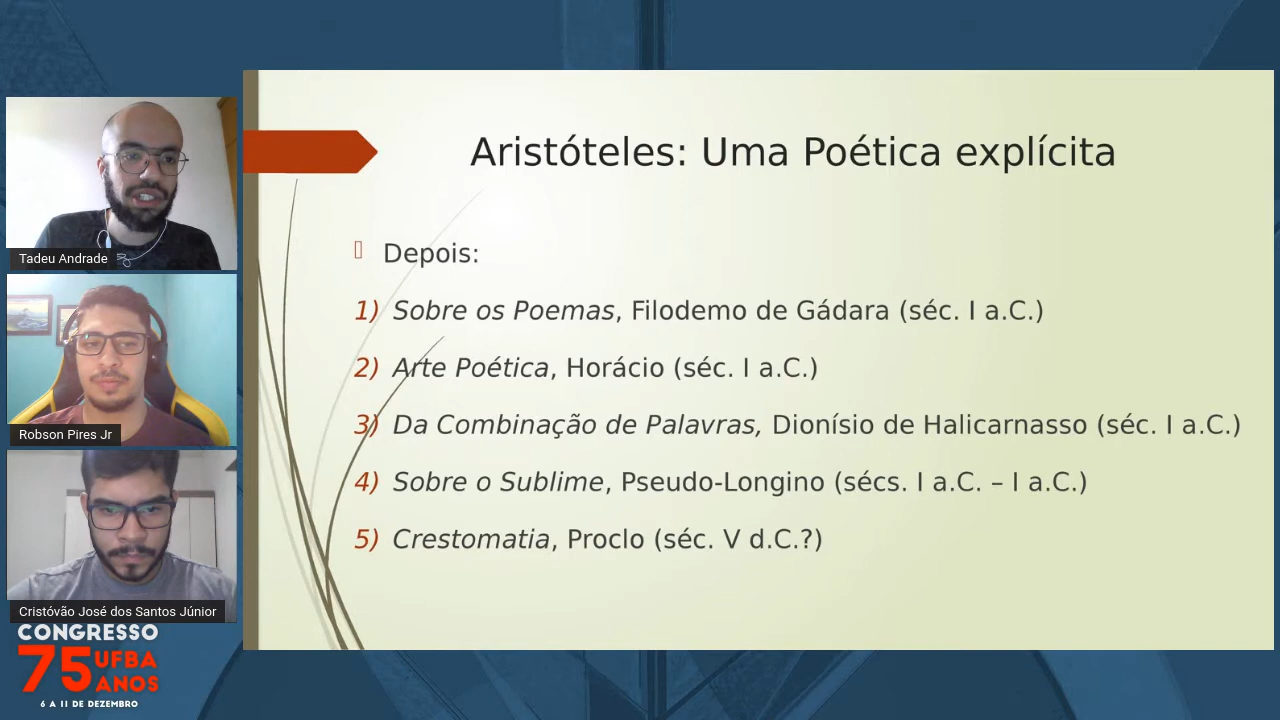 Aristóteles: Uma Poética explícita
Depois:
1) Sobre os Poemas, Filodemo de Gádara (séc. I a.C.)
2) Arte Poética, Horácio (séc. I a.C.)
3) Da Combinação de Palavras, Dionísio de Halicarnasso (séc. I a.C.)
4) Sobre o Sublime, Pseudo-Longino (sécs. I a.C. – I a.C.)
5) Crestomatia, Proclo (séc. V d.C.?)
Tadeu Andrade
Robson Pires Jr
Cristóvão José dos Santos Júnior
CONGRESSO
75 UFBA
ANOS
6 A 11 DE DEZEMBRO